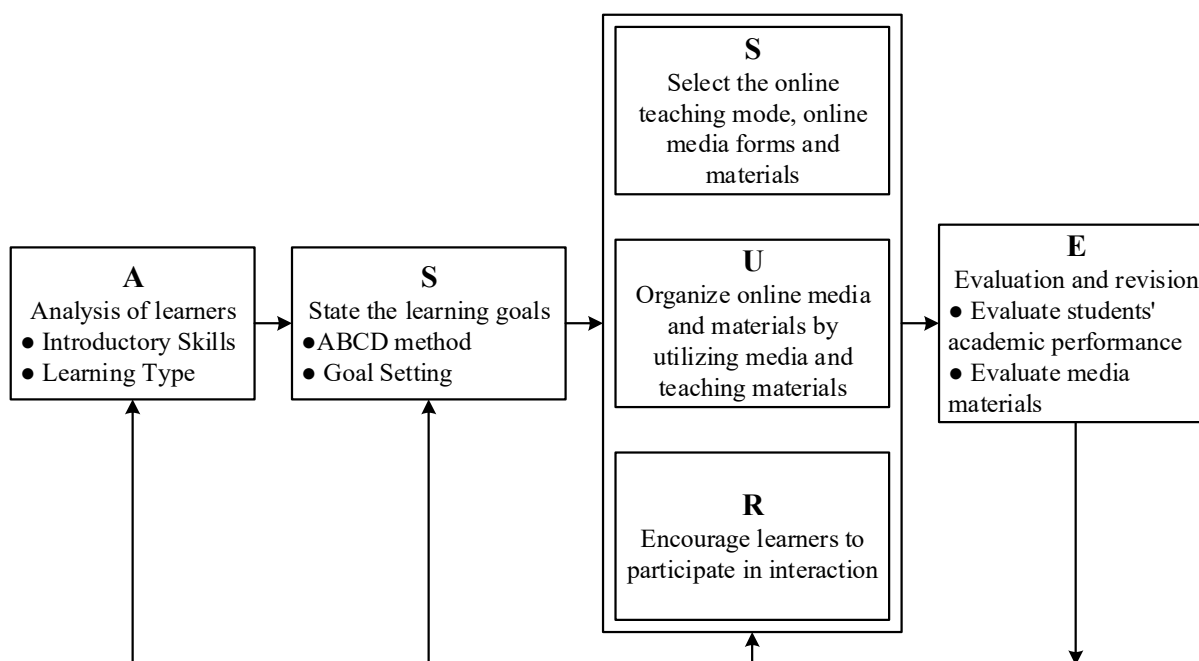 A
Analysis of learners
● Introductory Skills
● Learning Type
S
State the learning goals
●ABCD method
● Goal Setting
S
Select the online
teaching mode, online
media forms and
materials
U
Organize online media
and materials by
utilizing media and
teaching materials
R
Encourage learners to
participate in interaction
E
Evaluation and revision
● Evaluate students'
academic performance
● Evaluate media
materials